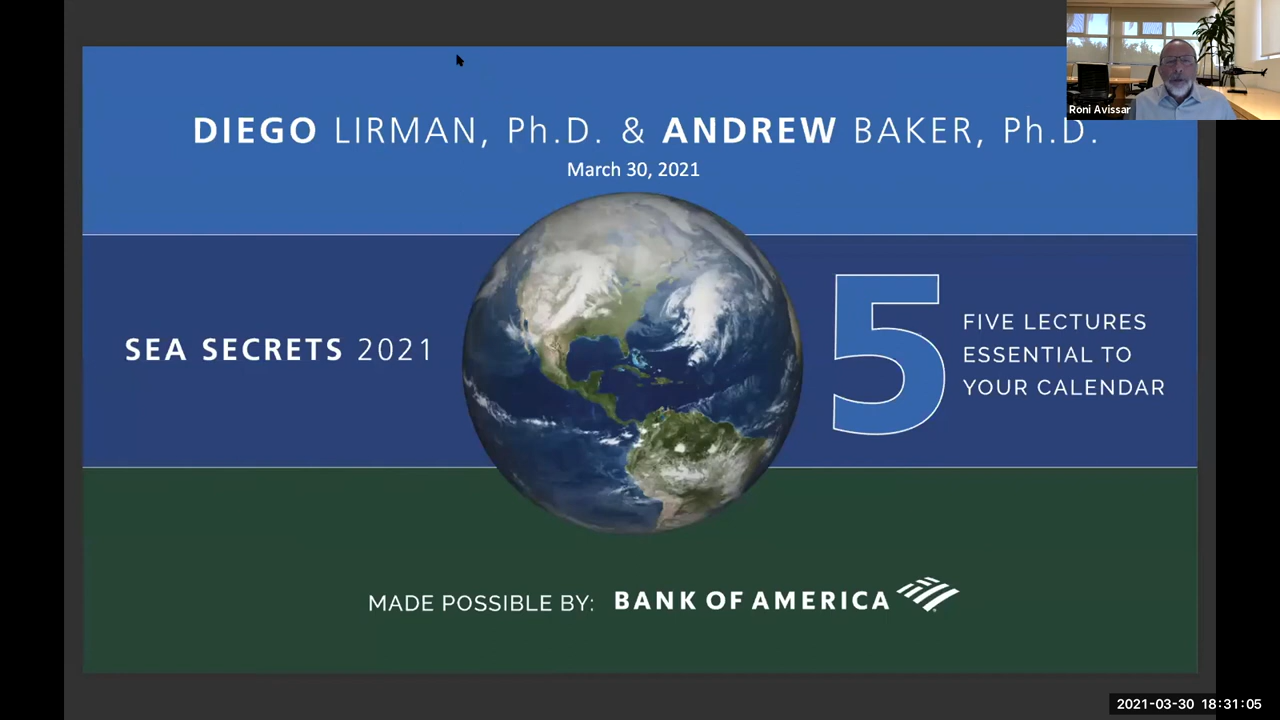 Roni Avissar
DIEGO LIRMAN, Ph.D. & ANDREW BAKER, Ph.D.
March 30, 2021
SEA SECRETS 2021
5
FIVE LECTURES
ESSENTIAL TO
YOUR CALENDAR
MADE POSSIBLE BY: BANK OF AMERICA
2021-03-30 18:31:05